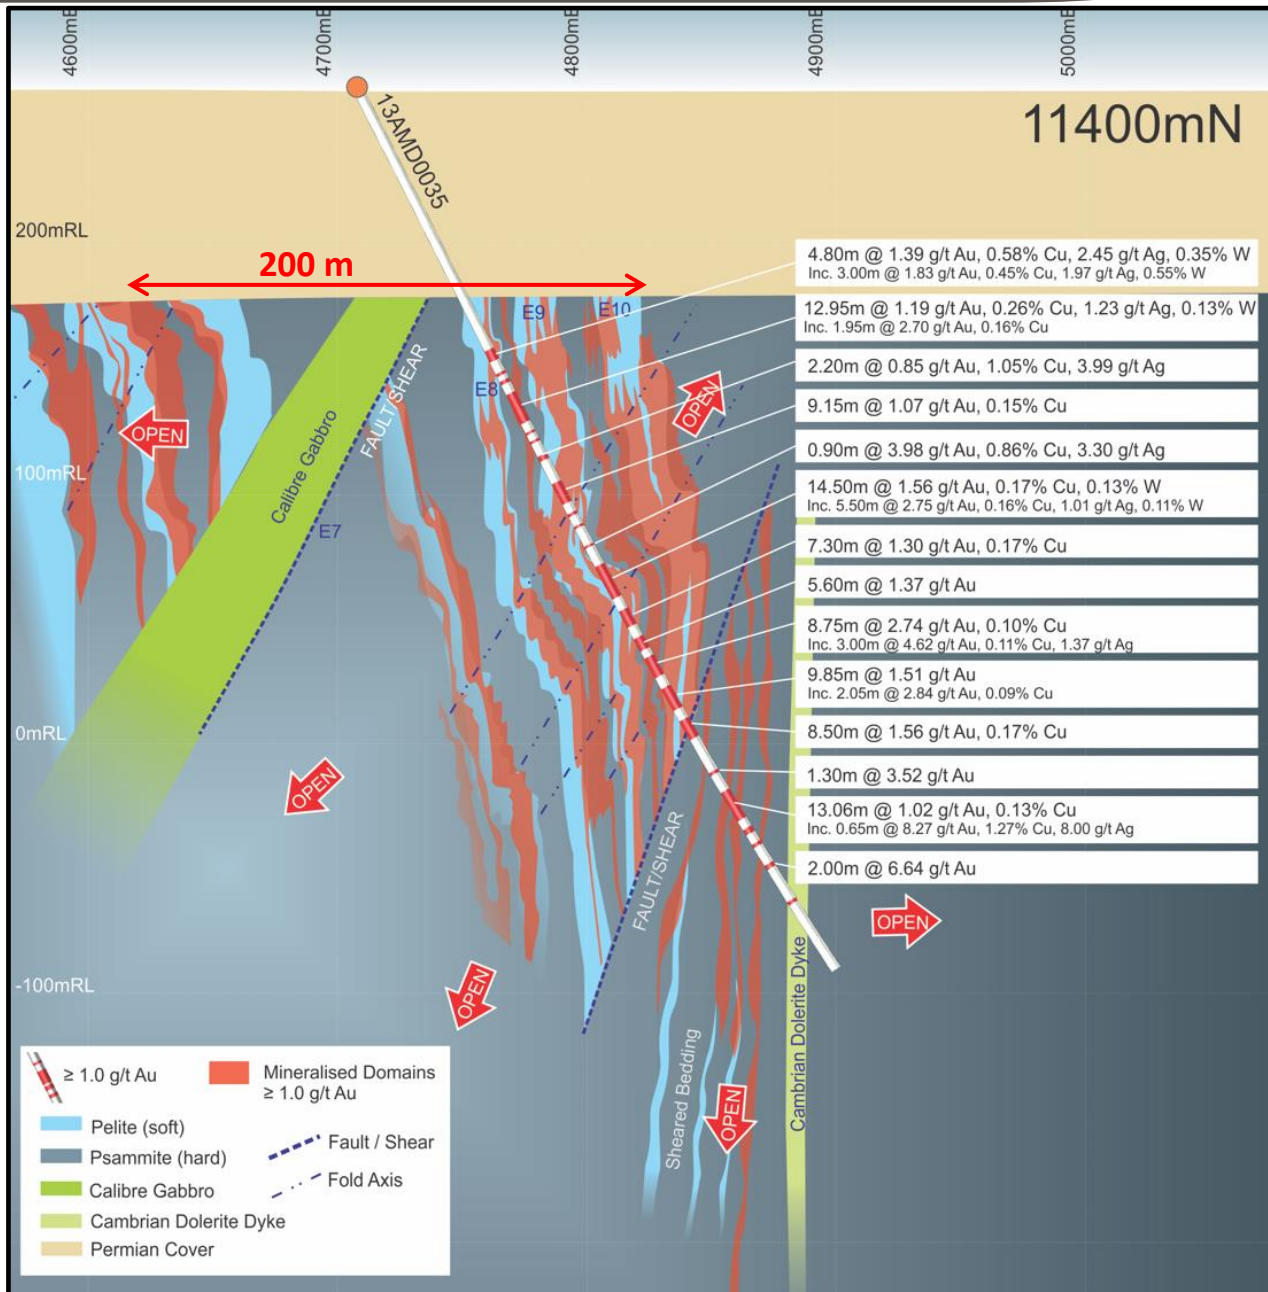 4600mE
4700mE
4800mE
4900mE
5000mE
11400mN
13AMD0035
200mRL
200 m
4.80m @ 1.39 g/t Au, 0.58% Cu, 2.45 g/t Ag, 0.35% W
Inc. 3.00m @ 1.83 g/t Au, 0.45% Cu, 1.97 g/t Ag, 0.55% W
E9
E10
12.95m @ 1.19 g/t Au, 0.26% Cu, 1.23 g/t Ag, 0.13% W
Inc. 1.95m @ 2.70 g/t Au, 0.16% Cu
FAULT/SHEAR
E8
2.20m @ 0.85 g/t Au, 1.05% Cu, 3.99 g/t Ag
OPEN
9.15m @ 1.07 g/t Au, 0.15% Cu
OPEN
0.90m @ 3.98 g/t Au, 0.86% Cu, 3.30 g/t Ag
100mRL
Calibre Gabbro
14.50m @ 1.56 g/t Au, 0.17% Cu, 0.13% W
Inc. 5.50m @ 2.75 g/t Au, 0.16% Cu, 1.01 g/t Ag, 0.11% W
E7
7.30m @ 1.30 g/t Au, 0.17% Cu
5.60m @ 1.37 g/t Au
8.75m @ 2.74 g/t Au, 0.10% Cu
Inc. 3.00m @ 4.62 g/t Au, 0.11% Cu, 1.37 g/t Ag
9.85m @ 1.51 g/t Au
Inc. 2.05m @ 2.84 g/t Au, 0.09% Cu
0mRL
8.50m @ 1.56 g/t Au, 0.17% Cu
OPEN
1.30m @ 3.52 g/t Au
13.06m @ 1.02 g/t Au, 0.13% Cu
Inc. 0.65m @ 8.27 g/t Au, 1.27% Cu, 8.00 g/t Ag
FAULT/SHEAR
2.00m @ 6.64 g/t Au
OPEN
-100mRL
OPEN
Cambrian Dolerite Dyke
Sheared Bedding
OPEN
≥ 1.0 g/t Au
Mineralised Domains
≥ 1.0 g/t Au
Pelite (soft)
Fault / Shear
Psammite (hard)
Fold Axis
Calibre Gabbro
Cambrian Dolerite Dyke
Permian Cover